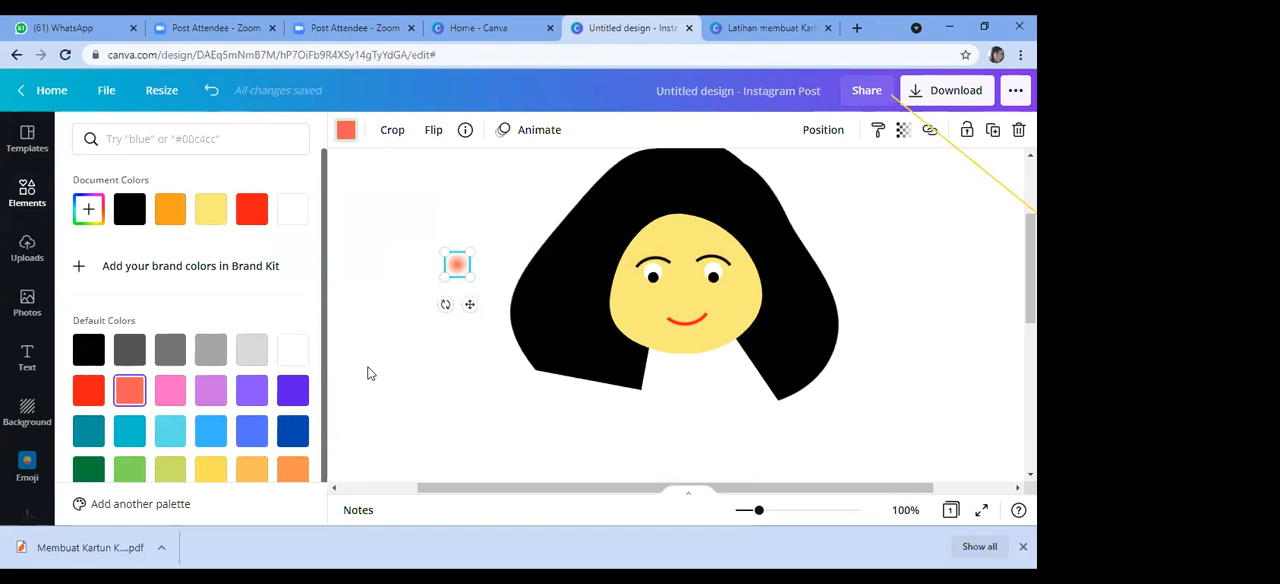 (61) WhatsApp
Post Attendee - Zoom
Post Attendee - Zoom
Home - Canva
Untitled design - Insta
Latihan membuat Kar
canva.com/design/DAEq5mNmB7M/hP7OiFb9R4XSy14gTyYdGA/edit#
Home
File
Resize
All changes saved
Untitled design - Instagram Post
Share
Download
Templates
Elements
Uploads
Photos
Text
Background
Emoji
Try "blue" or "#00c4cc"
Document Colors
Add your brand colors in Brand Kit
Default Colors
Add another palette
Crop
Flip
Animate
Position
Notes
100%
1
Membuat Kartun K....pdf
Show all